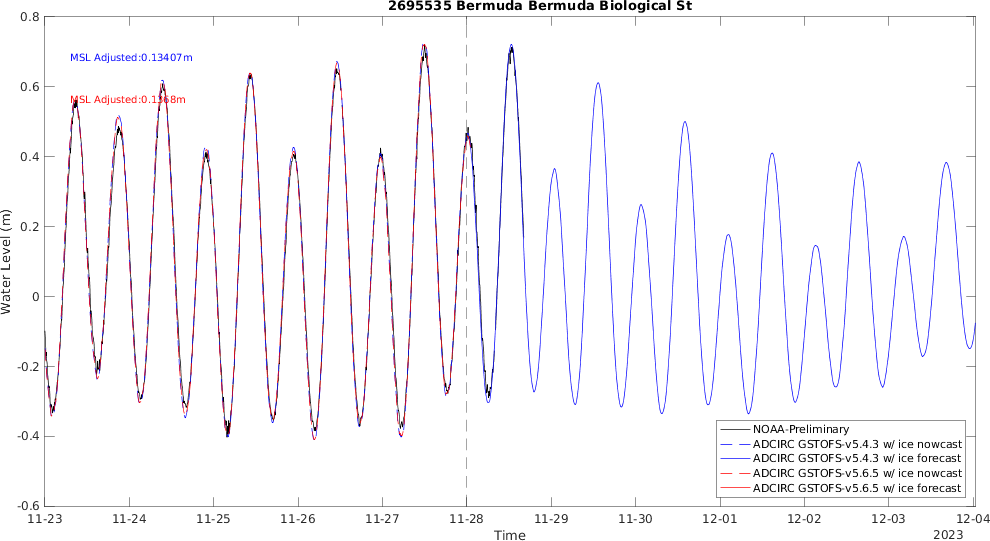 2695535 Bermuda Bermuda Biological St
0.8
MSL Adjusted:0.13407m
0.6
MSL Adjusted:0.1368m
0.4
0.2
Water Level (m)
0
-0.2
-0.4
-0.6
NOAA-Preliminary
ADCIRC GSTOFS-v5.4.3 w/ ice nowcast
ADCIRC GSTOFS-v5.4.3 w/ ice forecast
ADCIRC GSTOFS-v5.6.5 w/ ice nowcast
ADCIRC GSTOFS-v5.6.5 w/ ice forecast
11-23 11-24 11-25 11-26 11-27 11-28 11-29 11-30 12-01 12-02 12-03 12-04
Time
2023